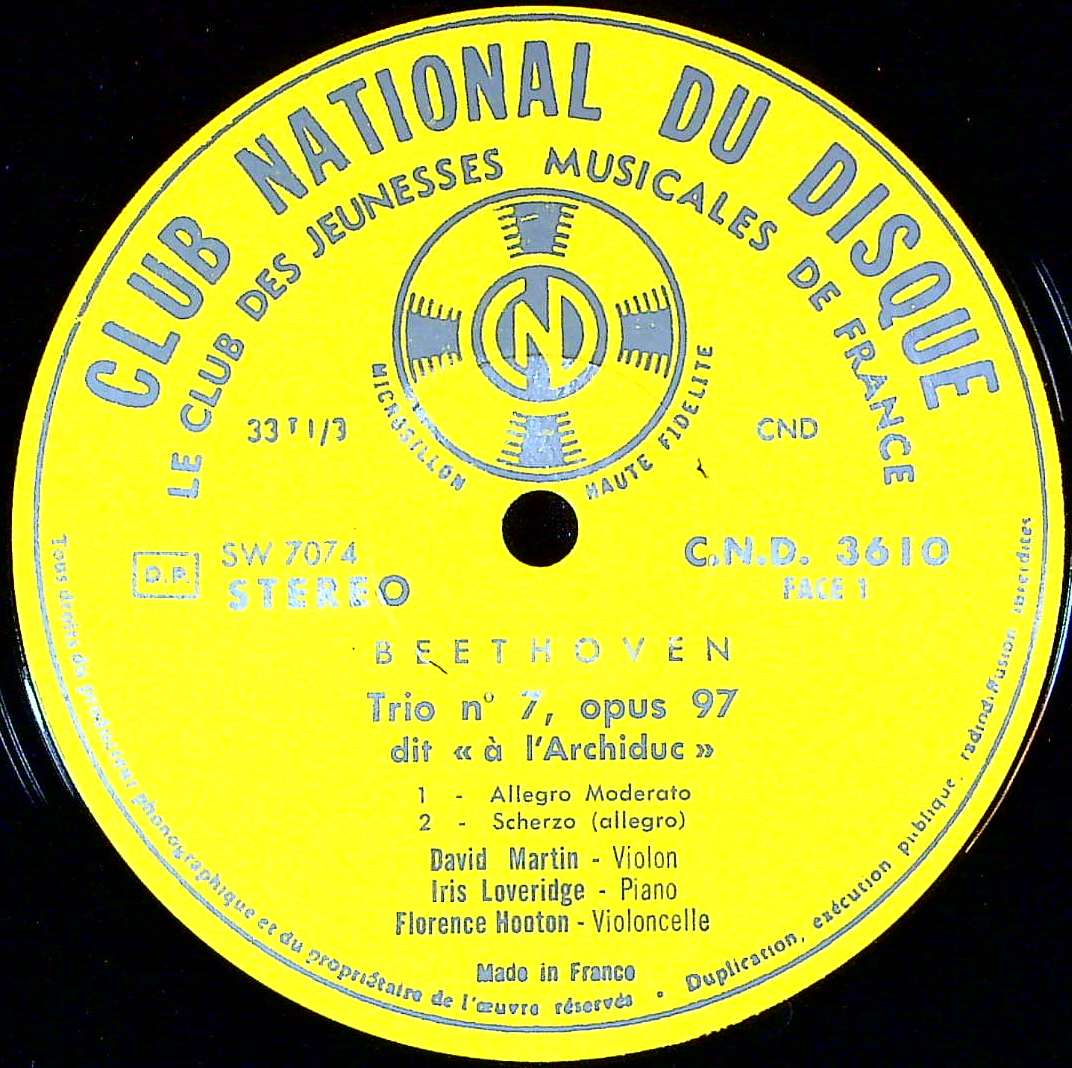 CLUB NATIONAL DU DISQUE
LE CLUB DES JEUNESSES MUSICALES DE FRANCE
CN
MICROSILLON HAUTE FIDELITE
33 T 1/3
CND
D.P.
SW 7074
STEREO
C.N.D. 3610
FACE 1
BEETHOVEN
Trio n° 7, opus 97
dit « à l'Archiduc »
1 - Allegro Moderato
2 - Scherzo (allegro)
David Martin - Violon
Iris Loveridge - Piano
Florence Hooton - Violoncelle
Made in France
Tous droits du producteur phonographique et du propriétaire de l'œuvre réservés • Duplication, exécution publique, radiodiffusion interdites